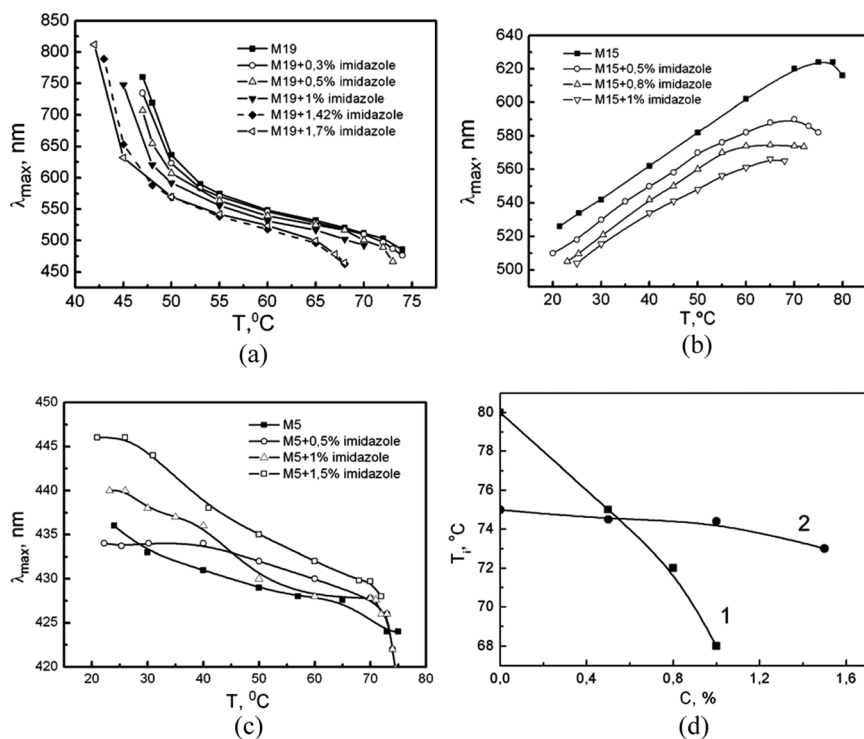 850
800
750
700
650
600
550
500
450
λmax, nm
M19
M19+0,3% imidazole
M19+0,5% imidazole
M19+1% imidazole
M19+1,42% imidazole
M19+1,7% imidazole
40 45 50 55 60 65 70 75
T, ⁰C
(a)
620
600
580
560
540
520
500
λmax, nm
M15
M15+0,5% imidazole
M15+0,8% imidazole
M15+1% imidazole
20 30 40 50 60 70 80
T,°C
(b)
450
445
440
435
430
425
420
λmax, nm
M5
M5+0,5% imidazole
M5+1% imidazole
M5+1,5% imidazole
20 30 40 50 60 70 80
T, ⁰C
(c)
80
78
76
74
72
70
68
Ti, °C
2
1
0,0 0,4 0,8 1,2 1,6
C, %
(d)